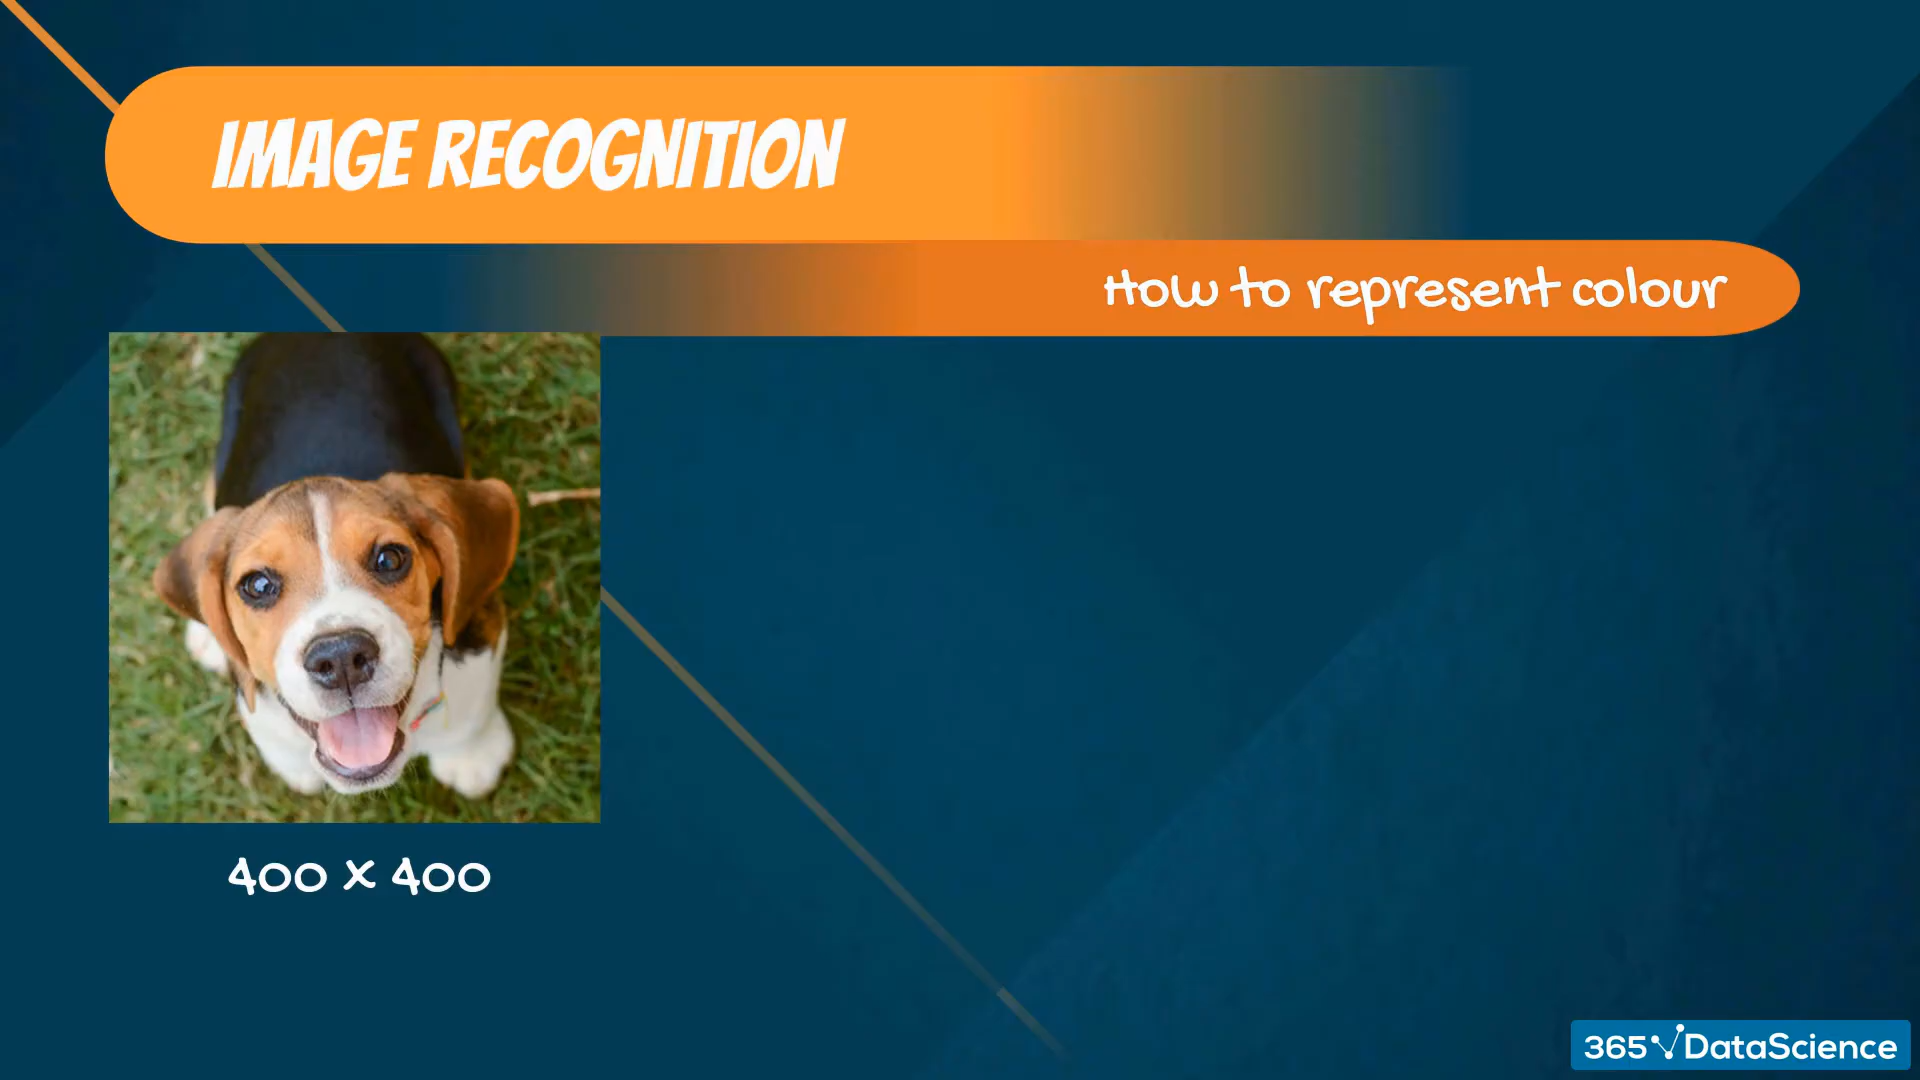 IMAGE RECOGNITION
How to represent colour
400 x 400
365 DataScience